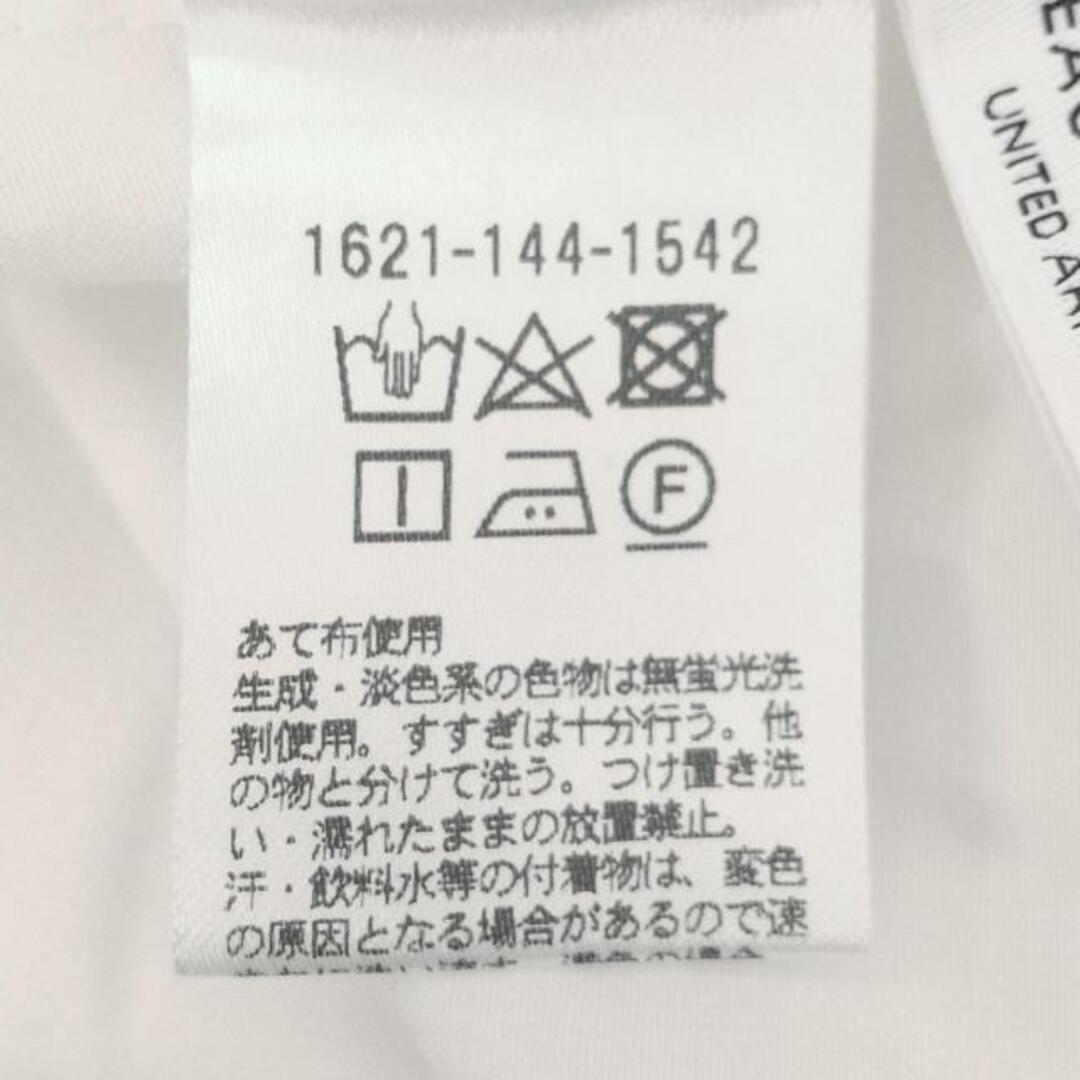 1621-144-1542
F
あて布使用
生成・淡色系の色物は無蛍光洗
剤使用。すすぎは十分行う。他
の物と分けて洗う。つけ置き洗
い・濡れたままの放置禁止。
汗・飲料水等の付着物は、変色
の原因となる場合があるので速
UNITED